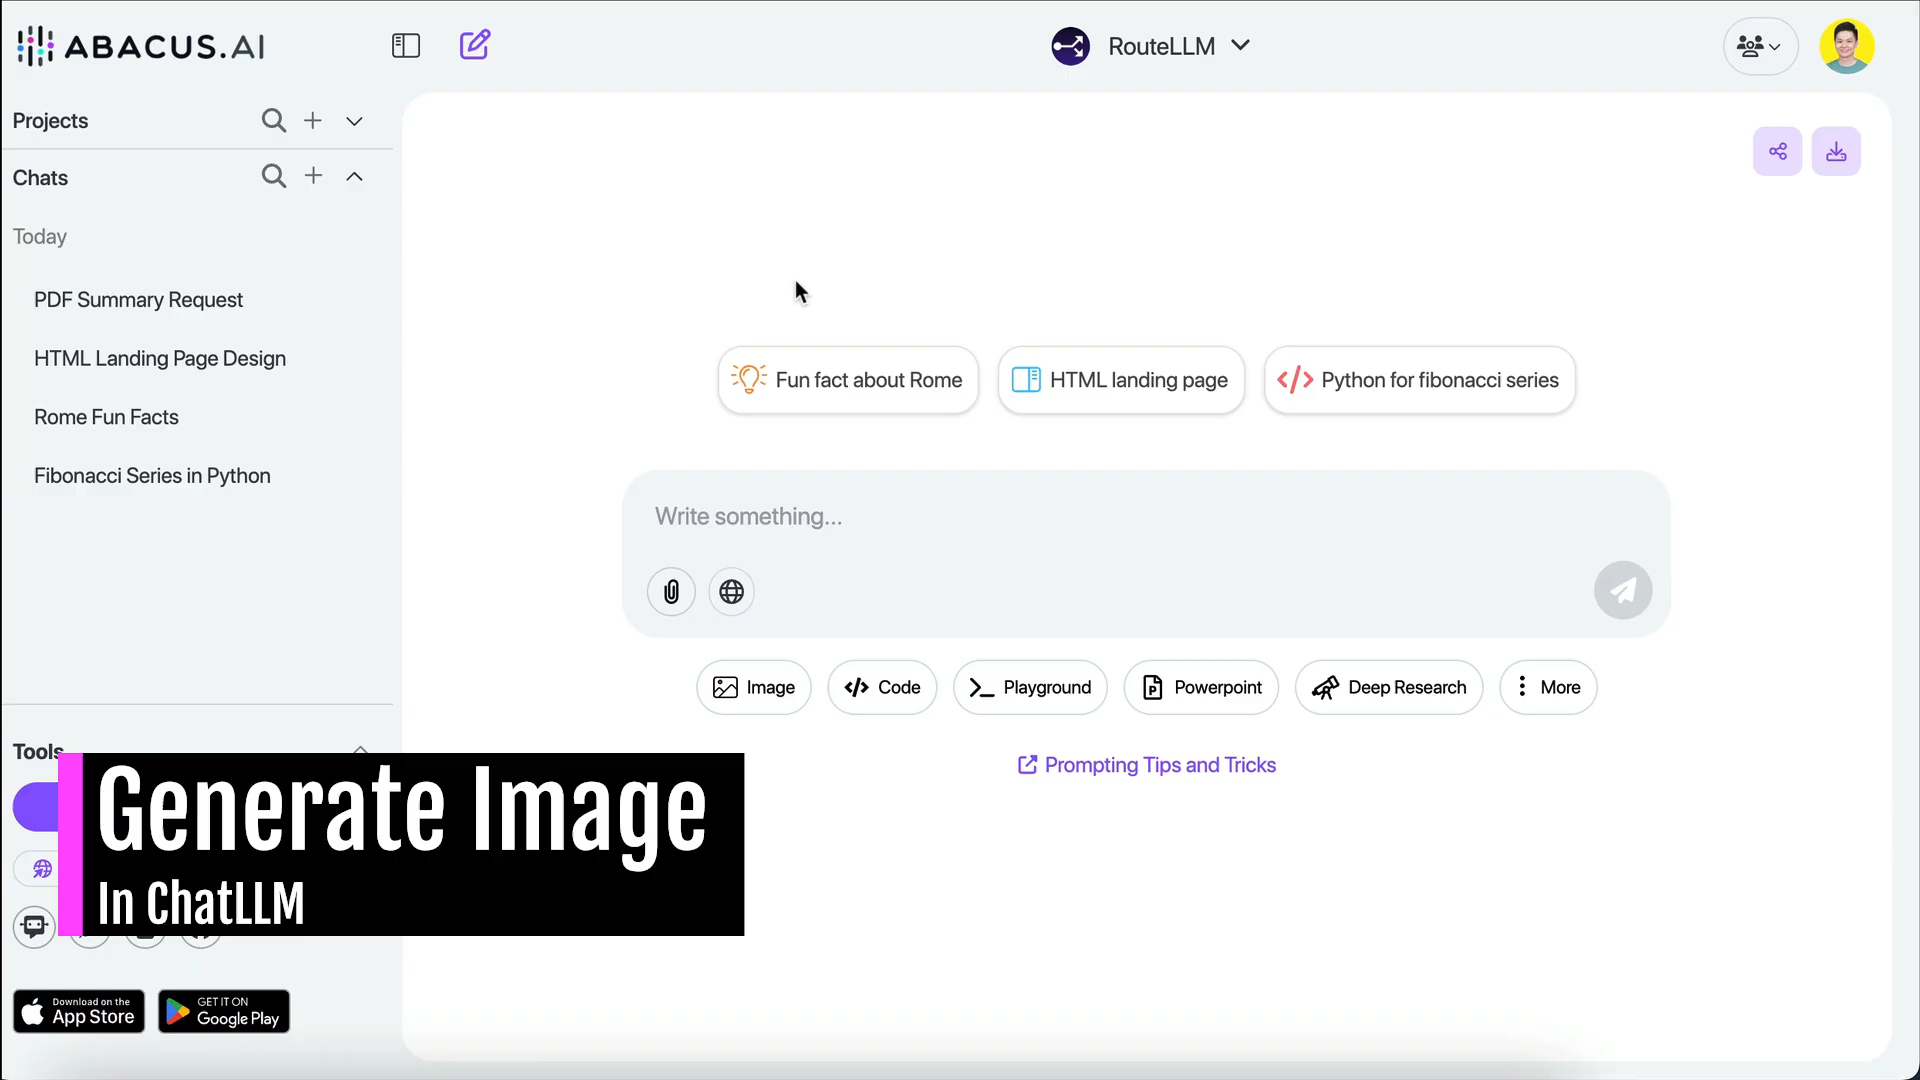 ABACUS.AI
RouteLLM
Projects
Chats
Today
PDF Summary Request
HTML Landing Page Design
Rome Fun Facts
Fibonacci Series in Python
Fun fact about Rome
HTML landing page
Python for fibonacci series
Write something...
Image
Code
Playground
Powerpoint
Deep Research
More
Prompting Tips and Tricks
Tools
Generate Image
In ChatLLM
Download on the
App Store
GET IT ON
Google Play